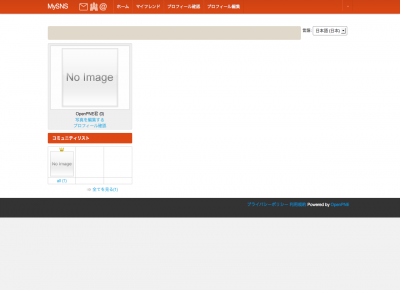 MySNS ホーム マイフレンド プロフィール確認 プロフィール編集
言語: 日本語 (日本)
No Image
OpenPNE君 (0)
写真を編集する
プロフィール確認
コミュニティリスト
No Image
all (1)
全てを見る(1)
プライバシーポリシー 利用規約 Powered by OpenPNE